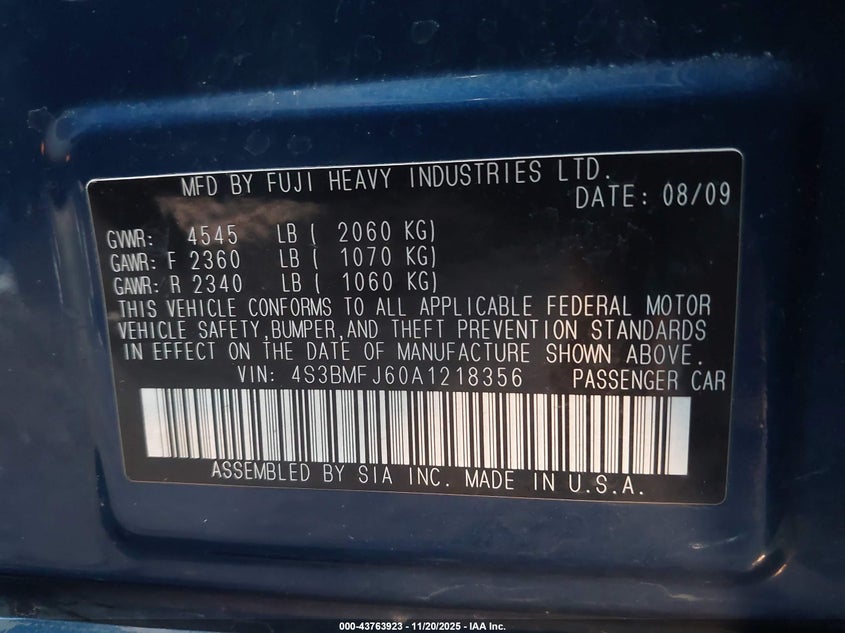 MFD BY FUJI HEAVY INDUSTRIES LTD.
DATE: 08/09
GVWR: 4545 LB ( 2060 KG)
GAWR: F 2360 LB ( 1070 KG)
GAWR: R 2340 LB ( 1060 KG)
THIS VEHICLE CONFORMS TO ALL APPLICABLE FEDERAL MOTOR
VEHICLE SAFETY,BUMPER,AND THEFT PREVENTION STANDARDS
IN EFFECT ON THE DATE OF MANUFACTURE SHOWN ABOVE.
VIN: 4S3BMFJ60A1218356 PASSENGER CAR
ASSEMBLED BY SIA INC. MADE IN U.S.A.
000-43763923 - 11/20/2025 - IAA Inc.